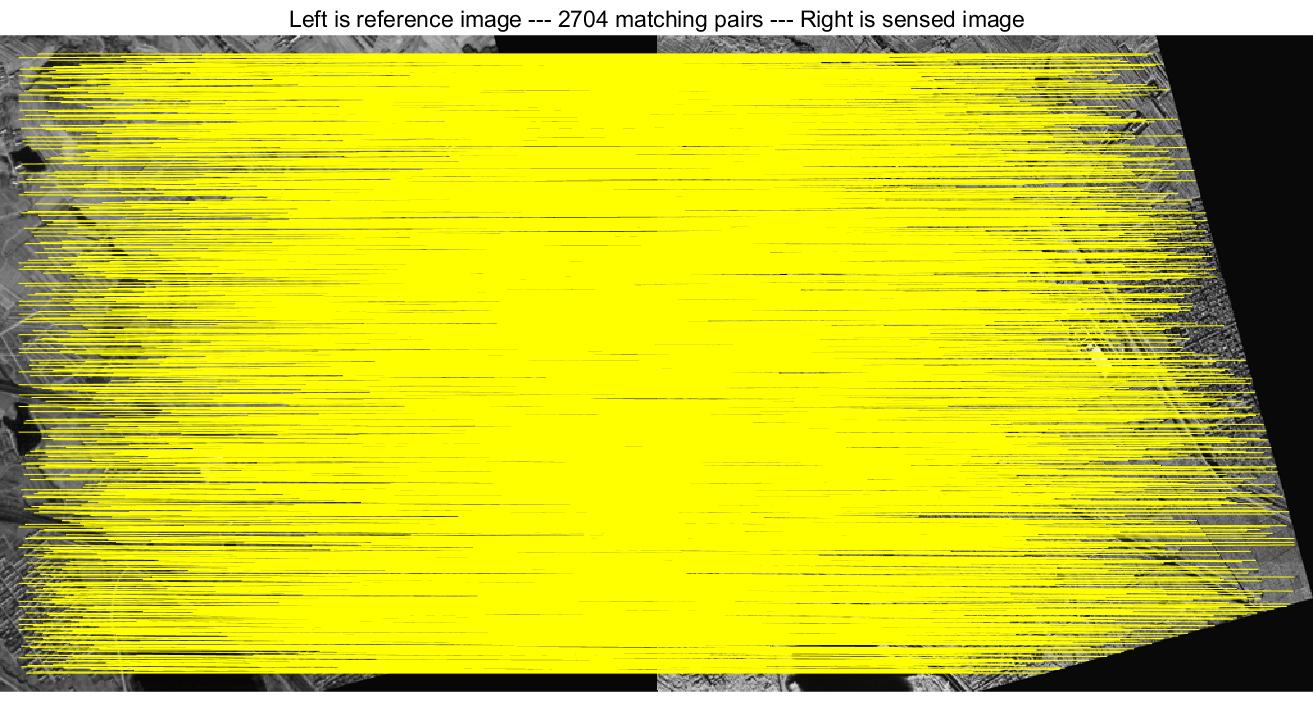 Left is reference image --- 2704 matching pairs --- Right is sensed image